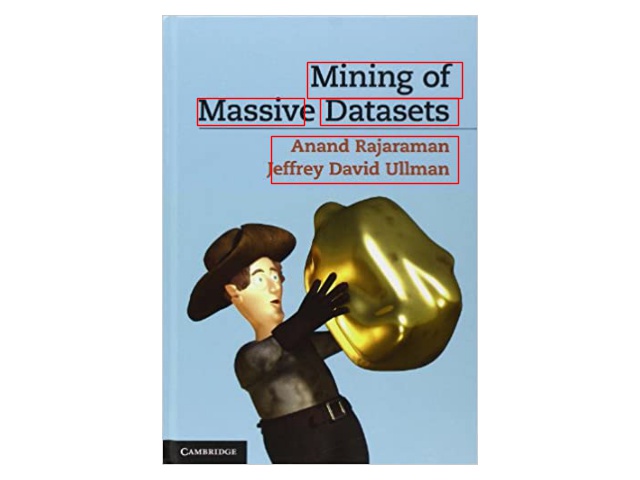 Mining of
Massive Datasets
Anand Rajaraman
Jeffrey David Ullman
CAMBRIDGE